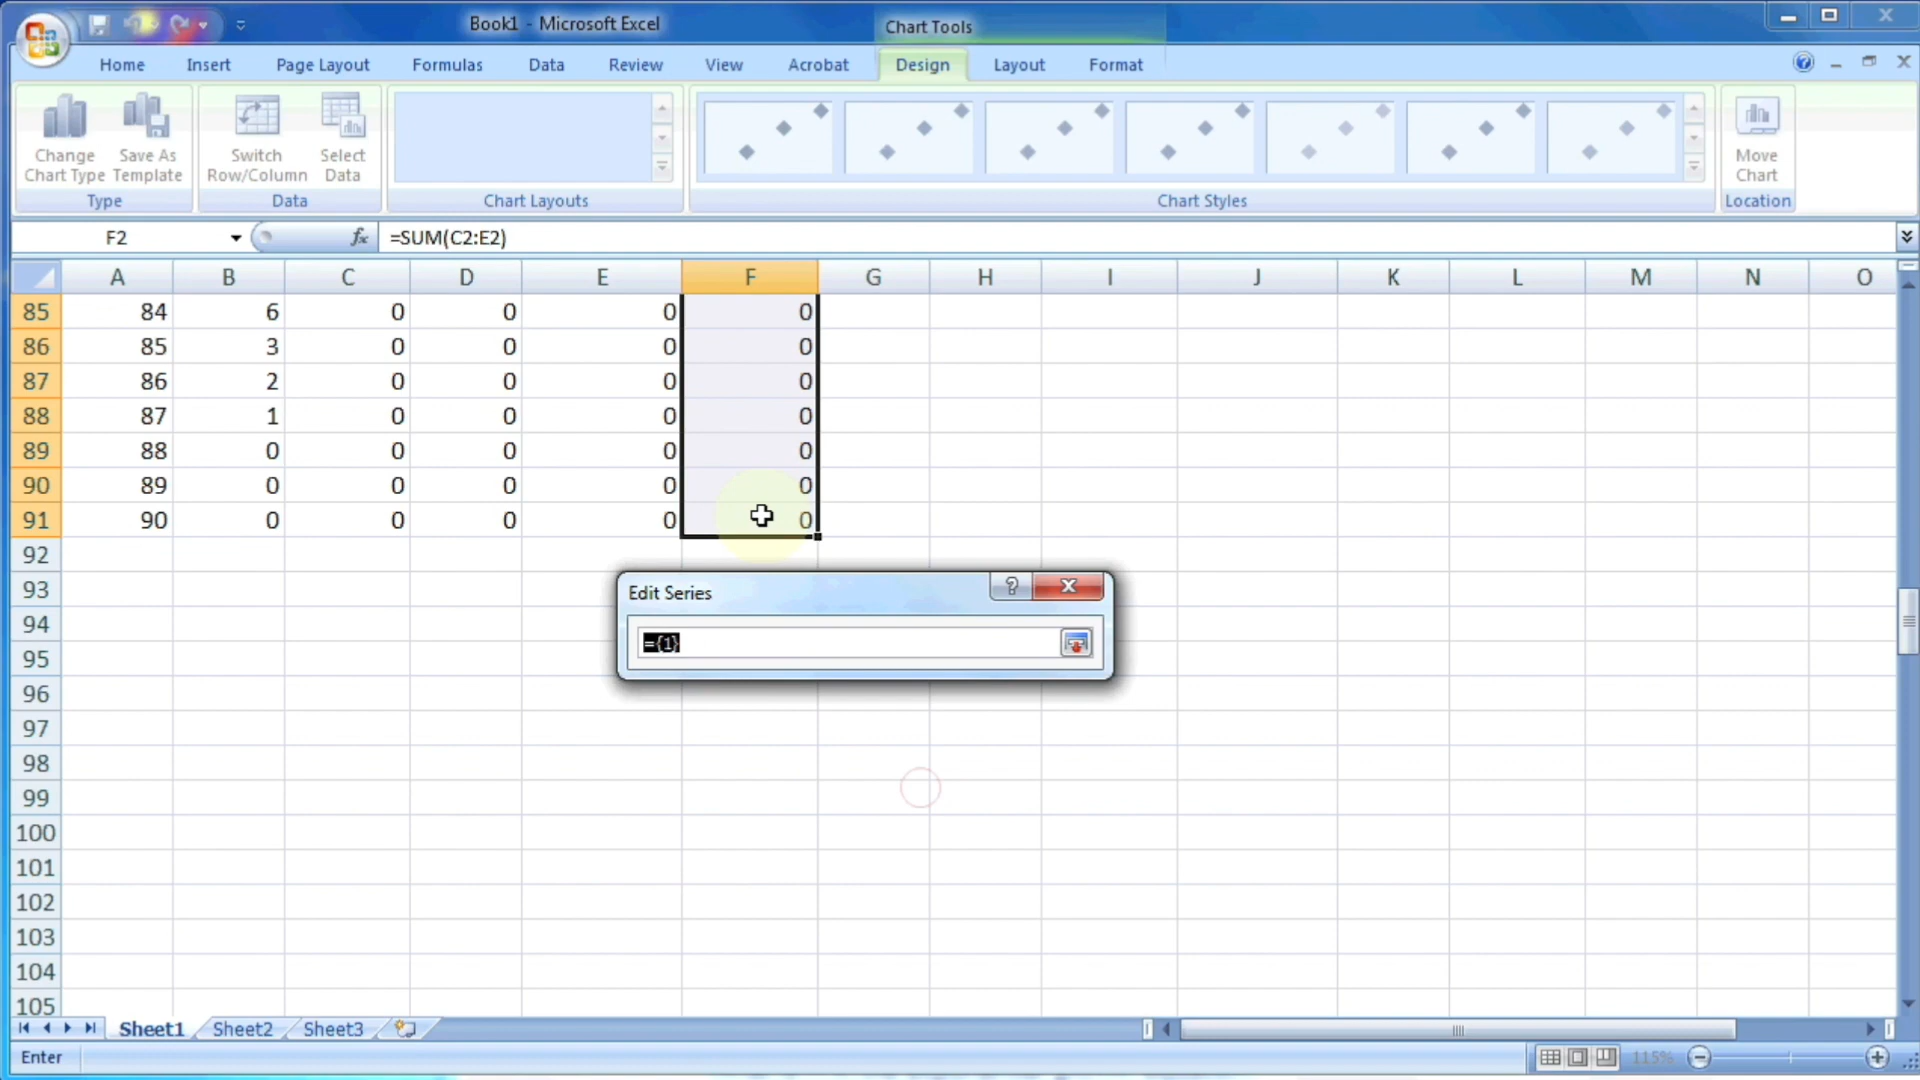 Book1 - Microsoft Excel
Chart Tools
Home Insert Page Layout Formulas Data Review View Acrobat Design Layout Format
Change Chart Type
Save As Template
Switch Row/Column
Select Data
Move Chart
Type Data Chart Layouts Chart Styles Location
F2 fx =SUM(C2:E2)
A B C D E F G H I J K L M N O
85 84 6 0 0 0 0
86 85 3 0 0 0 0
87 86 2 0 0 0 0
88 87 1 0 0 0 0
89 88 0 0 0 0 0
90 89 0 0 0 0 0
91 90 0 0 0 0 0
92
93
Edit Series
94
={1}
95
96
97
98
99
100
101
102
103
104
105
Sheet1 Sheet2 Sheet3
Enter 115%